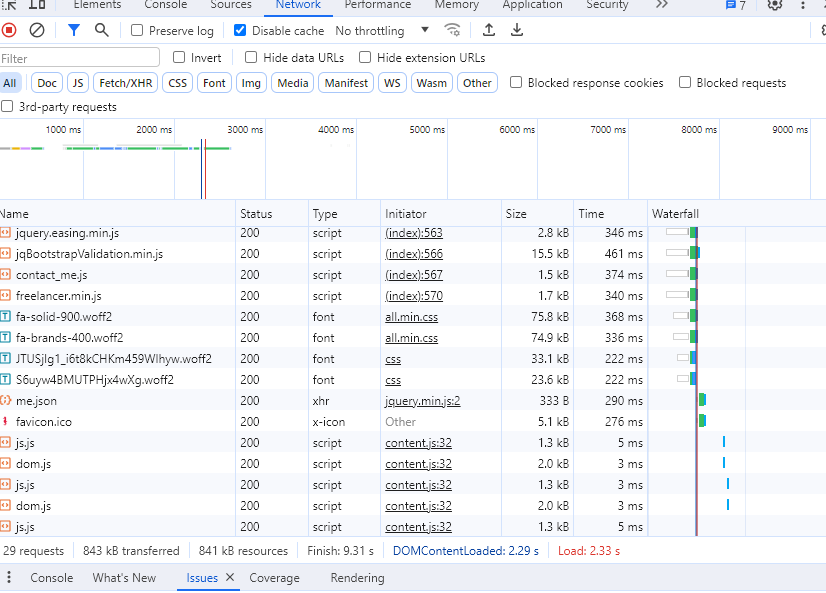 Elements Console Sources Network Performance Memory Application Security 7
Preserve log Disable cache No throttling
Filter Invert Hide data URLs Hide extension URLs
All Doc JS Fetch/XHR CSS Font Img Media Manifest WS Wasm Other Blocked response cookies Blocked requests
3rd-party requests
1000 ms 2000 ms 3000 ms 4000 ms 5000 ms 6000 ms 7000 ms 8000 ms 9000 ms
Name Status Type Initiator Size Time Waterfall
jquery.easing.min.js 200 script (index):563 2.8 kB 346 ms
jqBootstrapValidation.min.js 200 script (index):566 15.5 kB 461 ms
contact_me.js 200 script (index):567 1.5 kB 374 ms
freelancer.min.js 200 script (index):570 1.7 kB 340 ms
fa-solid-900.woff2 200 font all.min.css 75.8 kB 368 ms
fa-brands-400.woff2 200 font all.min.css 74.9 kB 336 ms
JTUSjIg1_i6t8kCHKm459Wlhyw.woff2 200 font css 33.1 kB 222 ms
S6uyw4BMUTPHjx4wXg.woff2 200 font css 23.6 kB 222 ms
me.json 200 xhr jquery.min.js:2 333 B 290 ms
favicon.ico 200 x-icon Other 5.1 kB 276 ms
js.js 200 script content.js:32 1.3 kB 5 ms
dom.js 200 script content.js:32 2.0 kB 3 ms
js.js 200 script content.js:32 1.3 kB 3 ms
dom.js 200 script content.js:32 2.0 kB 3 ms
js.js 200 script content.js:32 1.3 kB 5 ms
29 requests 843 kB transferred 841 kB resources Finish: 9.31 s DOMContentLoaded: 2.29 s Load: 2.33 s
Console What's New Issues Coverage Rendering